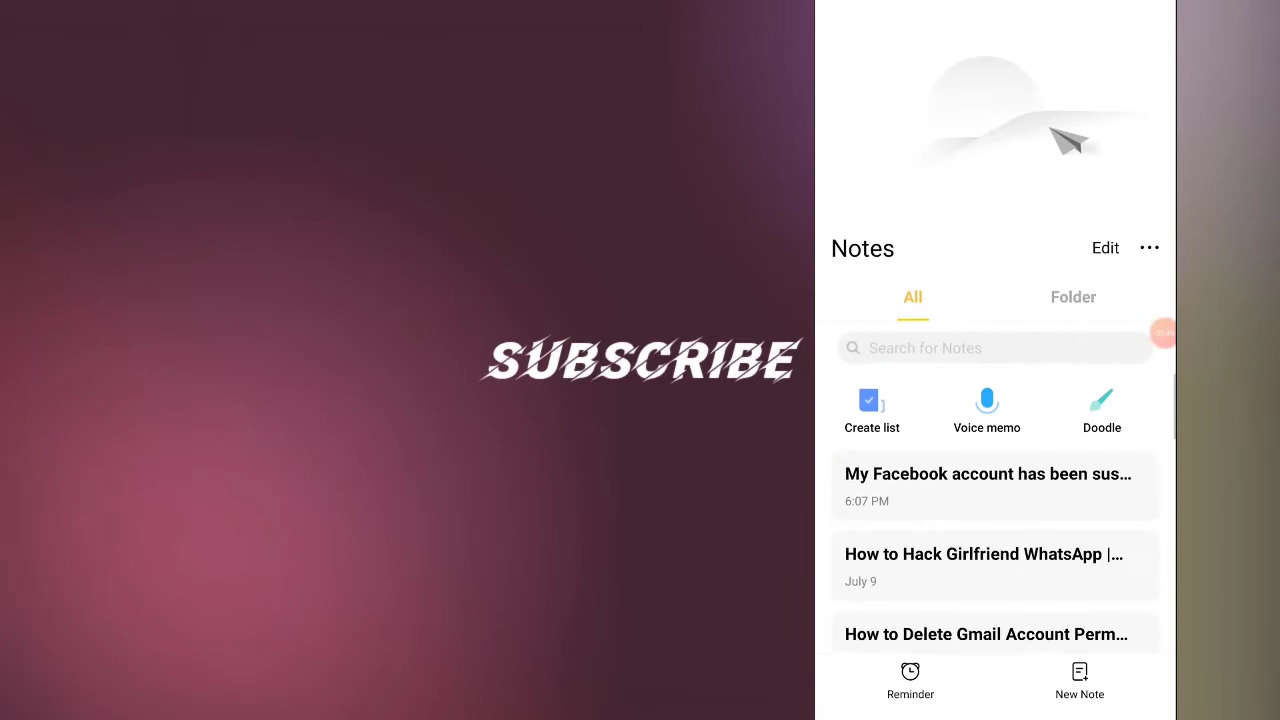 SUBSCRIBE
Notes
Edit
All
Folder
Search for Notes
Create list
Voice memo
Doodle
My Facebook account has been sus...
6:07 PM
How to Hack Girlfriend WhatsApp |...
July 9
How to Delete Gmail Account Perm...
Reminder
New Note